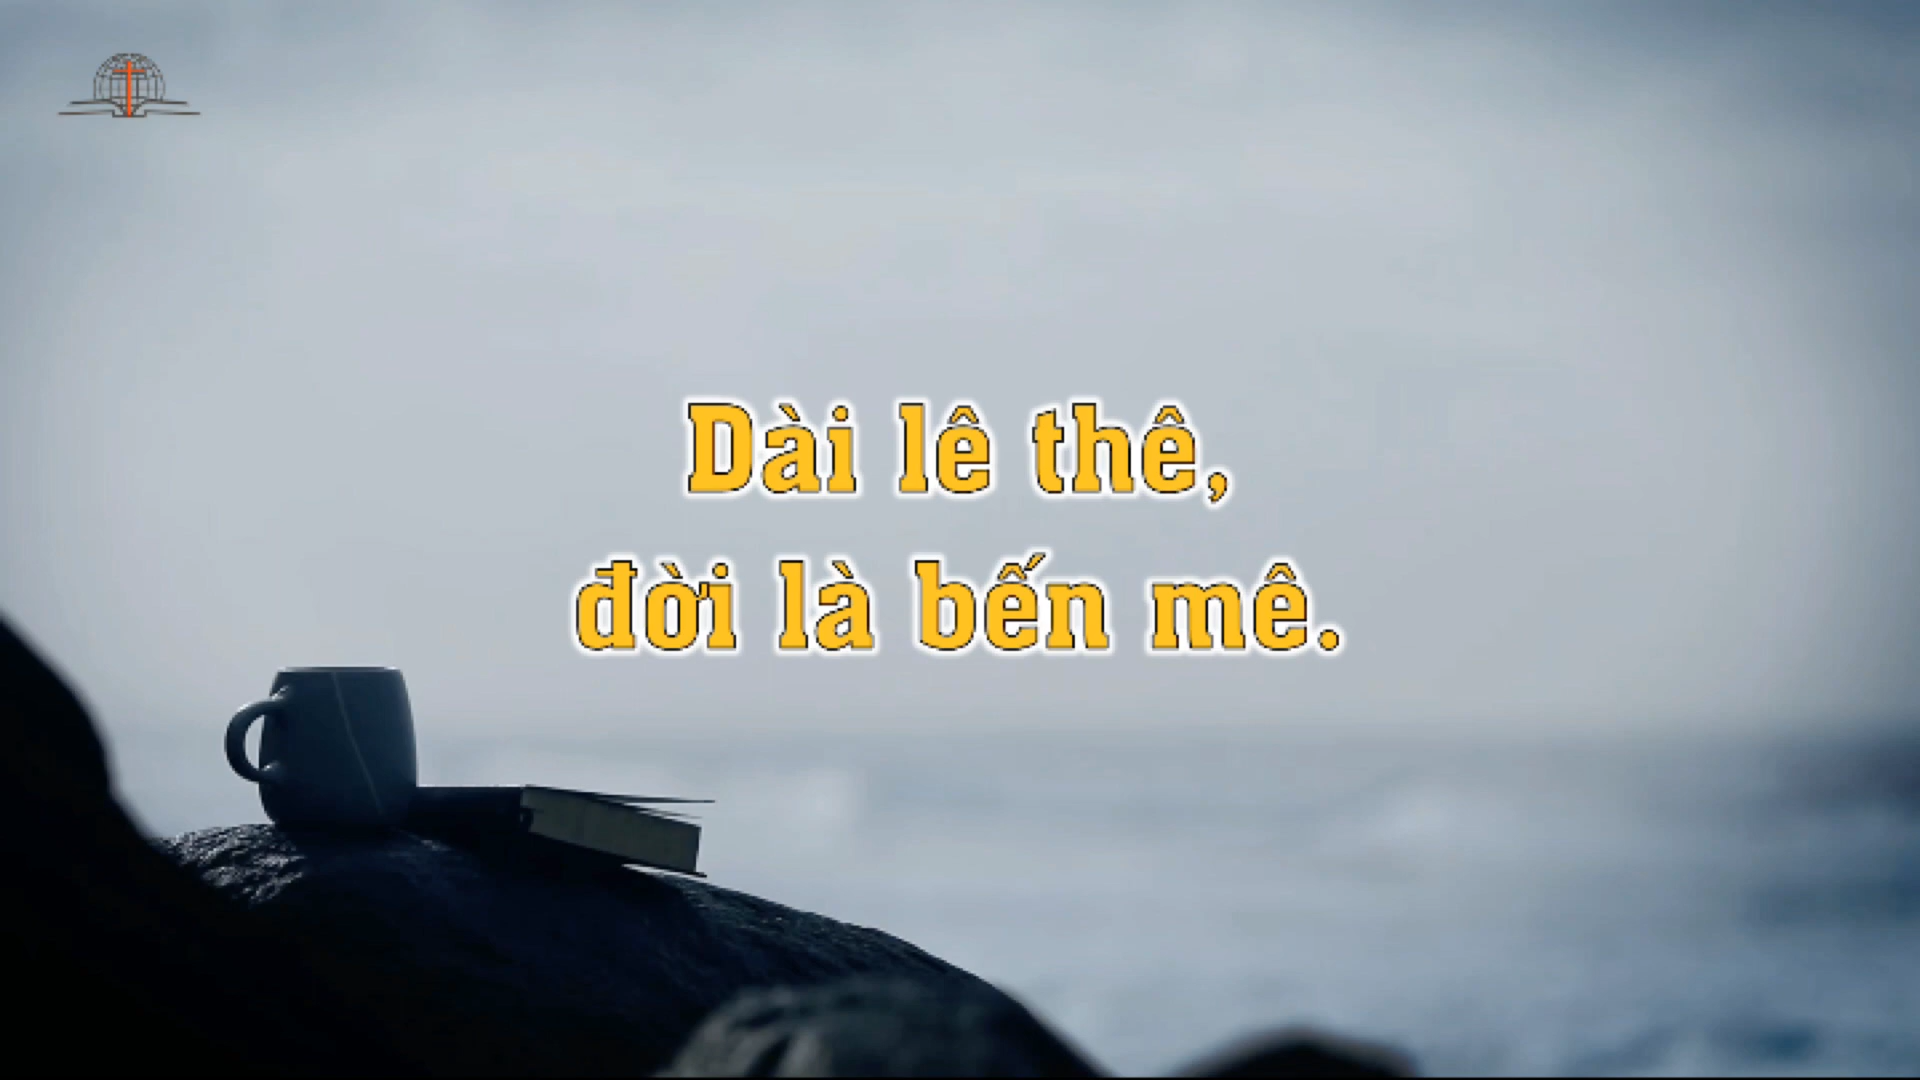 Dài lê thê,
đời là bến mê.